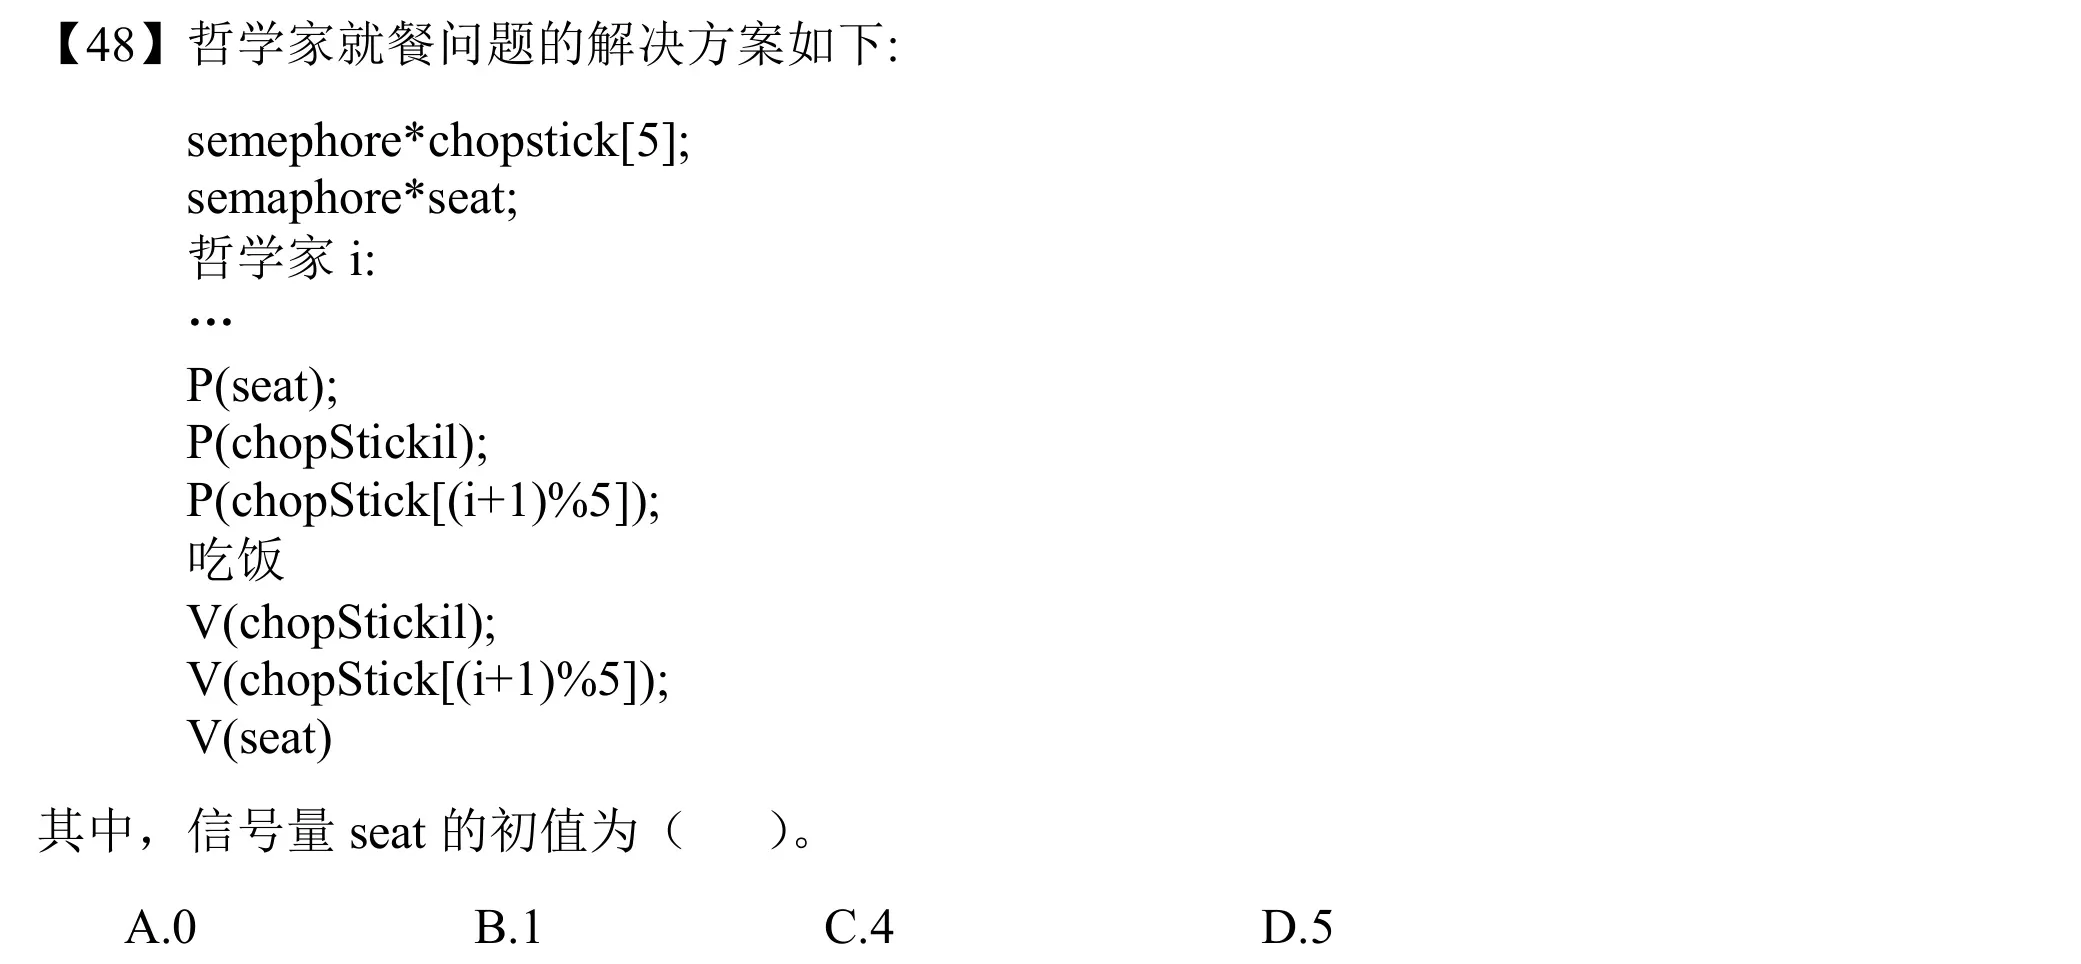 【48】哲学家就餐问题的解决方案如下:
semephore*chopstick[5];
semaphore*seat;
哲学家 i:
…
P(seat);
P(chopStickil);
P(chopStick[(i+1)%5]);
吃饭
V(chopStickil);
V(chopStick[(i+1)%5]);
V(seat)
其中，信号量 seat 的初值为（ ）。
A.0 B.1 C.4 D.5